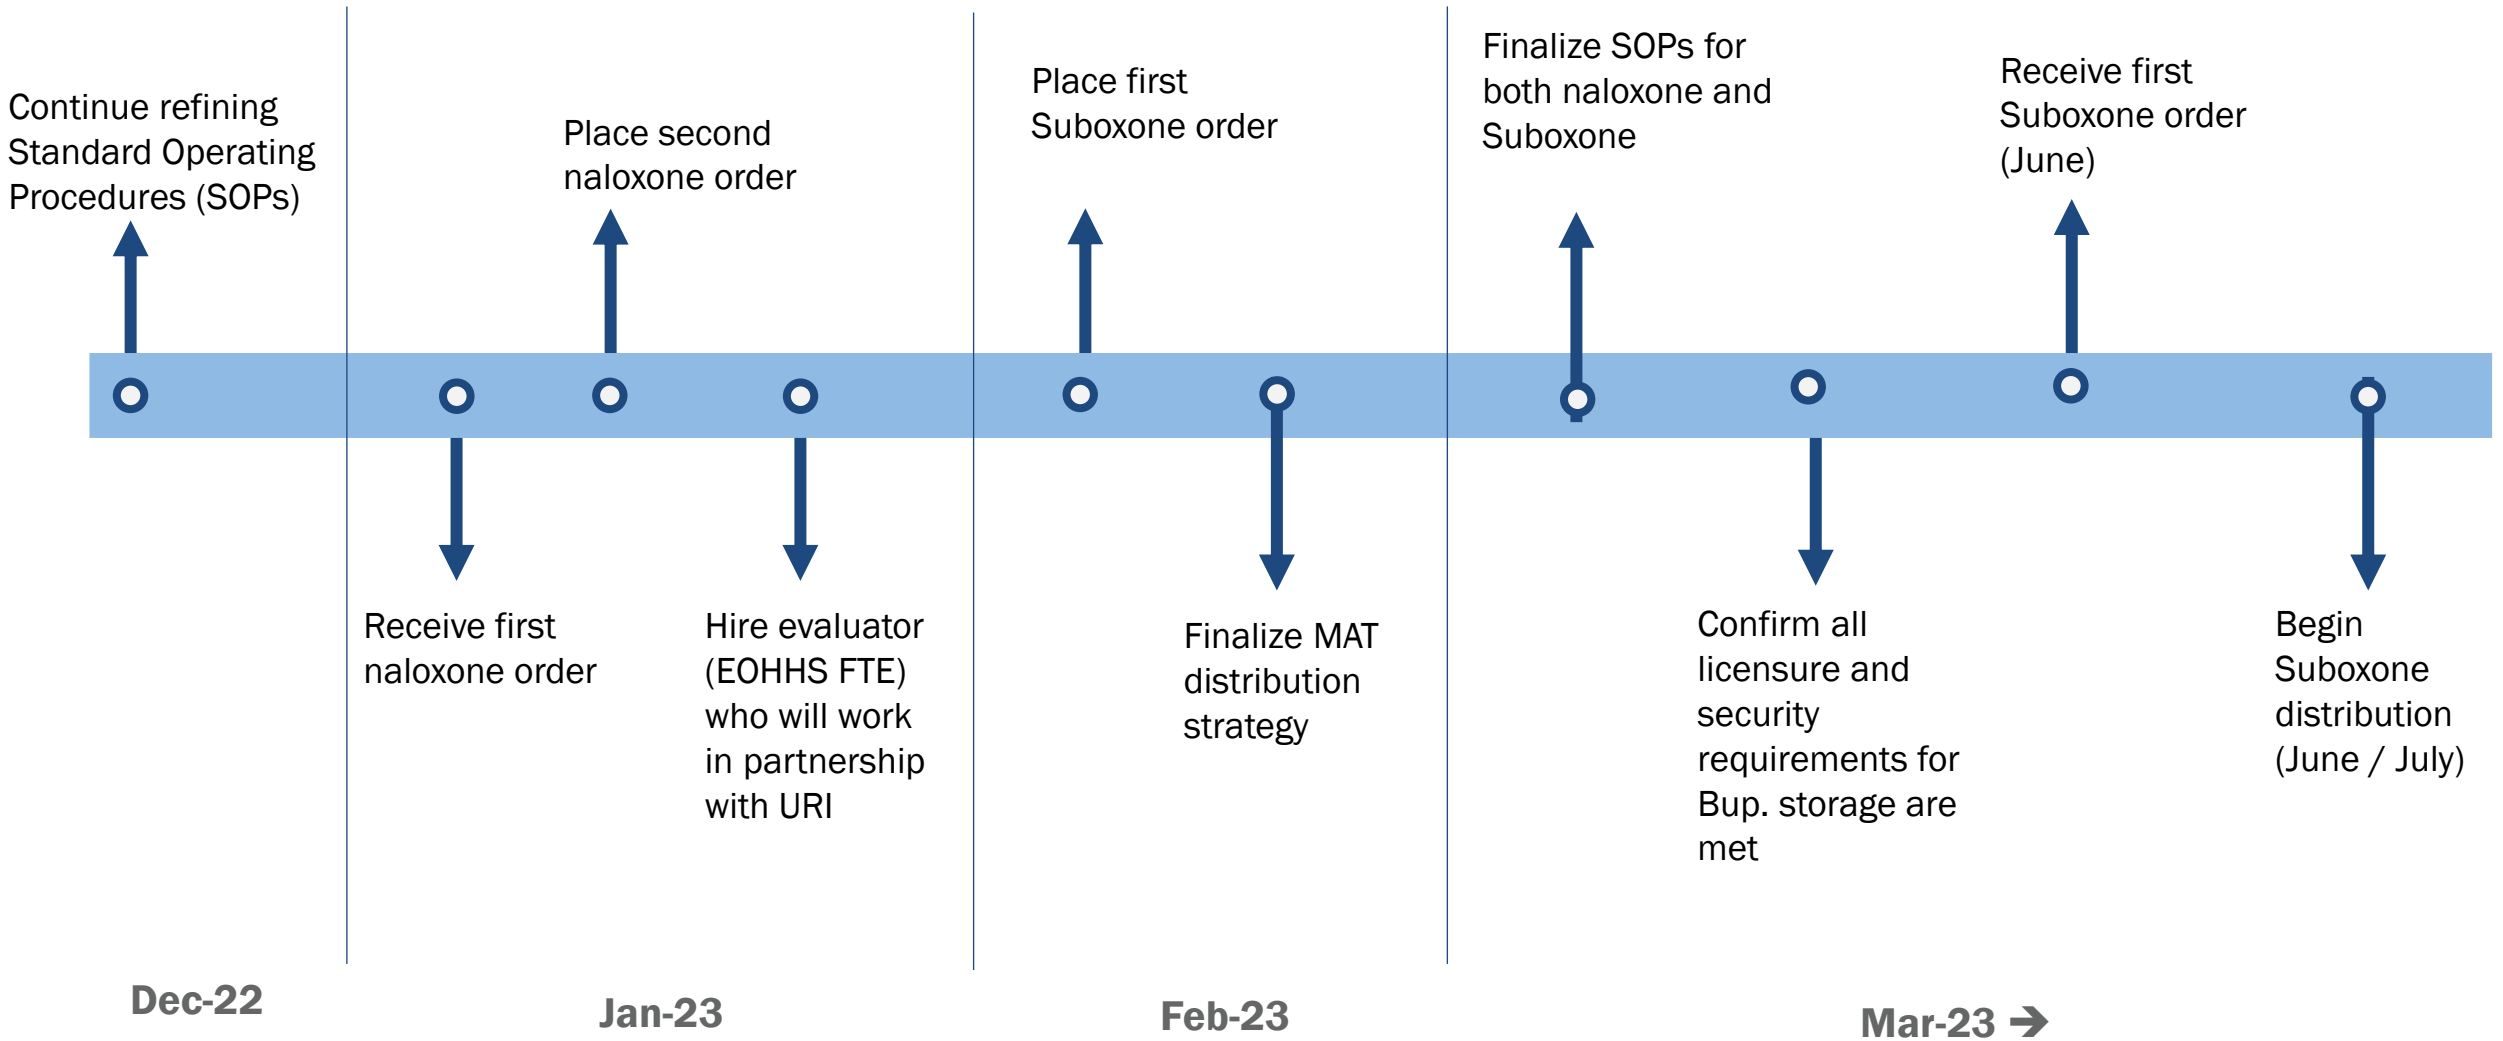 Continue refining
Standard Operating
Procedures (SOPs)
Place second
naloxone order
Place first
Suboxone order
Finalize SOPs for
both naloxone and
Suboxone
Receive first
Suboxone order
(June)
Receive first
naloxone order
Hire evaluator
(EOHHS FTE)
who will work
in partnership
with URI
Finalize MAT
distribution
strategy
Confirm all
licensure and
security
requirements for
Bup. storage are
met
Begin
Suboxone
distribution
(June / July)
Dec-22
Jan-23
Feb-23
Mar-23 ➔